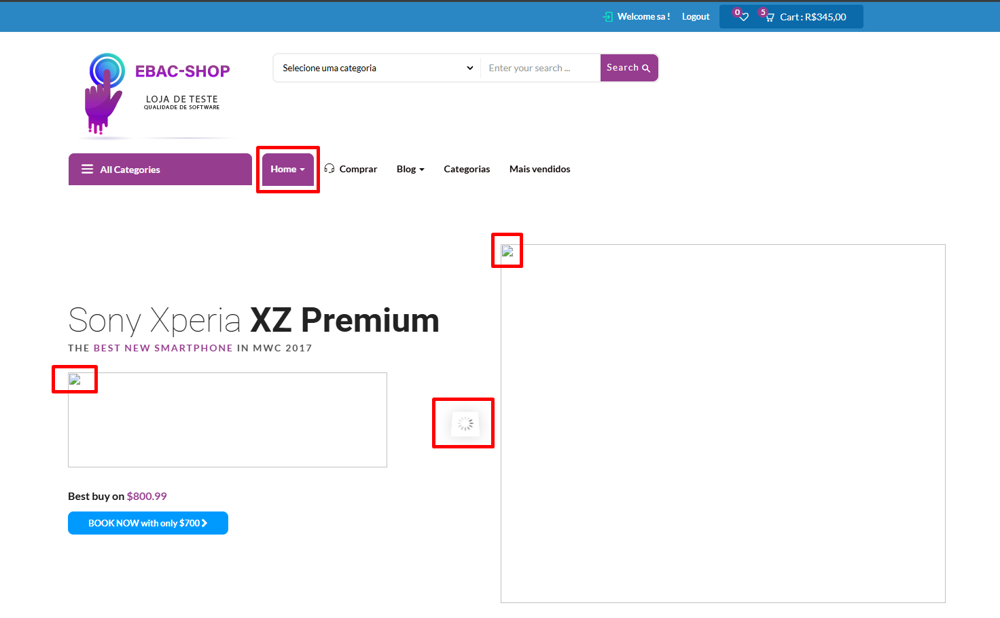 Welcome sa ! Logout 0 5 Cart : R$345,00
EBAC-SHOP
LOJA DE TESTE
QUALIDADE DE SOFTWARE
Selione uma categoria Enter your search ... Search
All Categories Home Comprar Blog Categorias Mais vendidos
Sony Xperia XZ Premium
THE BEST NEW SMARTPHONE IN MWC 2017
Best buy on $800.99
BOOK NOW with only $700